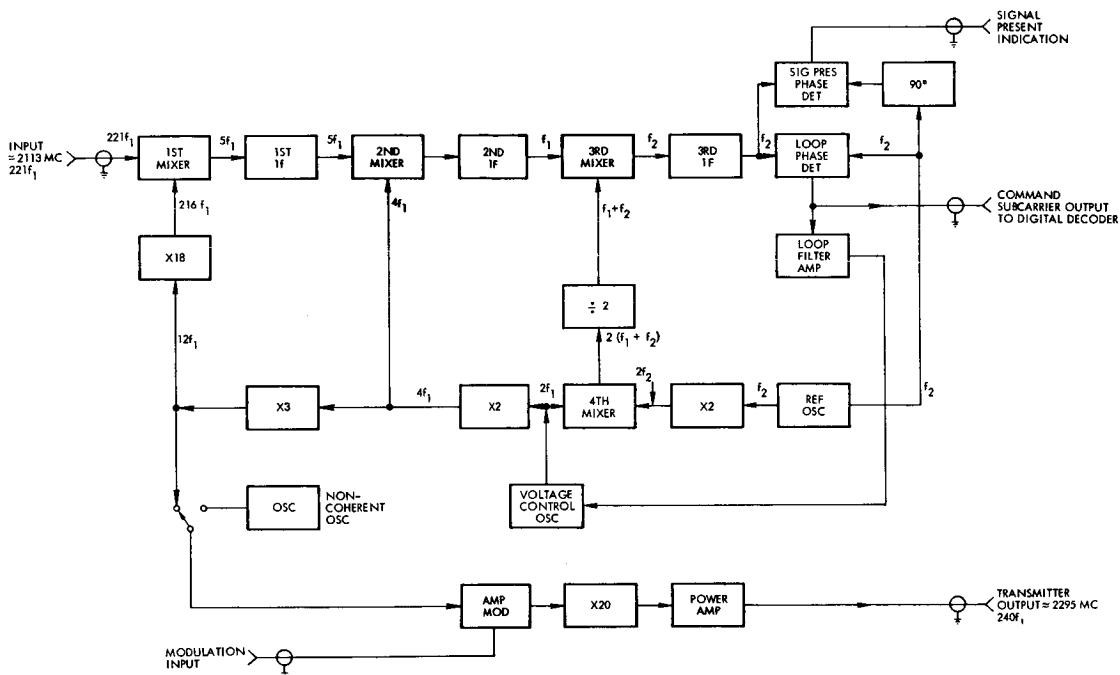 SIGNAL
PRESENT
INDICATION
SIG PRES
PHASE
DET
90°
INPUT
≈ 2113 MC
221f1
221f1
1ST
MIXER
5f1
1ST
1f
5f1
2ND
MIXER
2ND
1F
f1
3RD
MIXER
f2
3RD
1F
f2
LOOP
PHASE
DET
f2
216 f1
4f1
f1+f2
COMMAND
SUBCARRIER OUTPUT
TO DIGITAL DECODER
X18
LOOP
FILTER
AMP
÷ 2
2 (f1 + f2)
12f1
X3
4f1
X2
2f1
4TH
MIXER
2f2
X2
f2
REF
OSC
f2
OSC
NON-
COHERENT
OSC
VOLTAGE
CONTROL
OSC
AMP
MOD
X20
POWER
AMP
TRANSMITTER
OUTPUT ≈ 2295 MC
240f1
MODULATION
INPUT